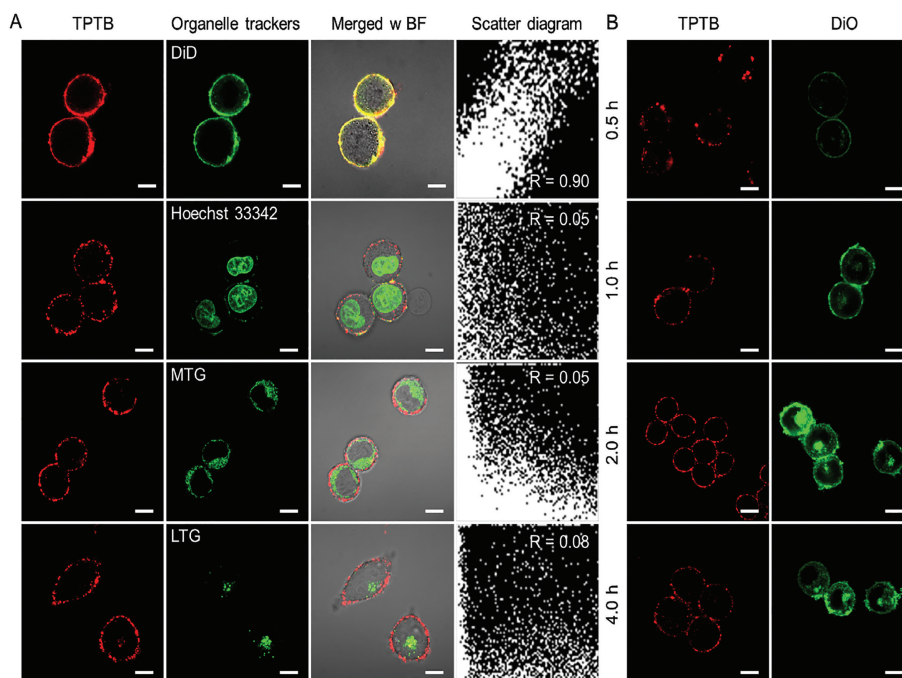 A
TPTB
Organelle trackers
Merged w BF
Scatter diagram
B
TPTB
DiO
DiD
R = 0.90
0.5 h
Hoechst 33342
R = 0.05
1.0 h
MTG
R = 0.05
2.0 h
LTG
R = 0.08
4.0 h